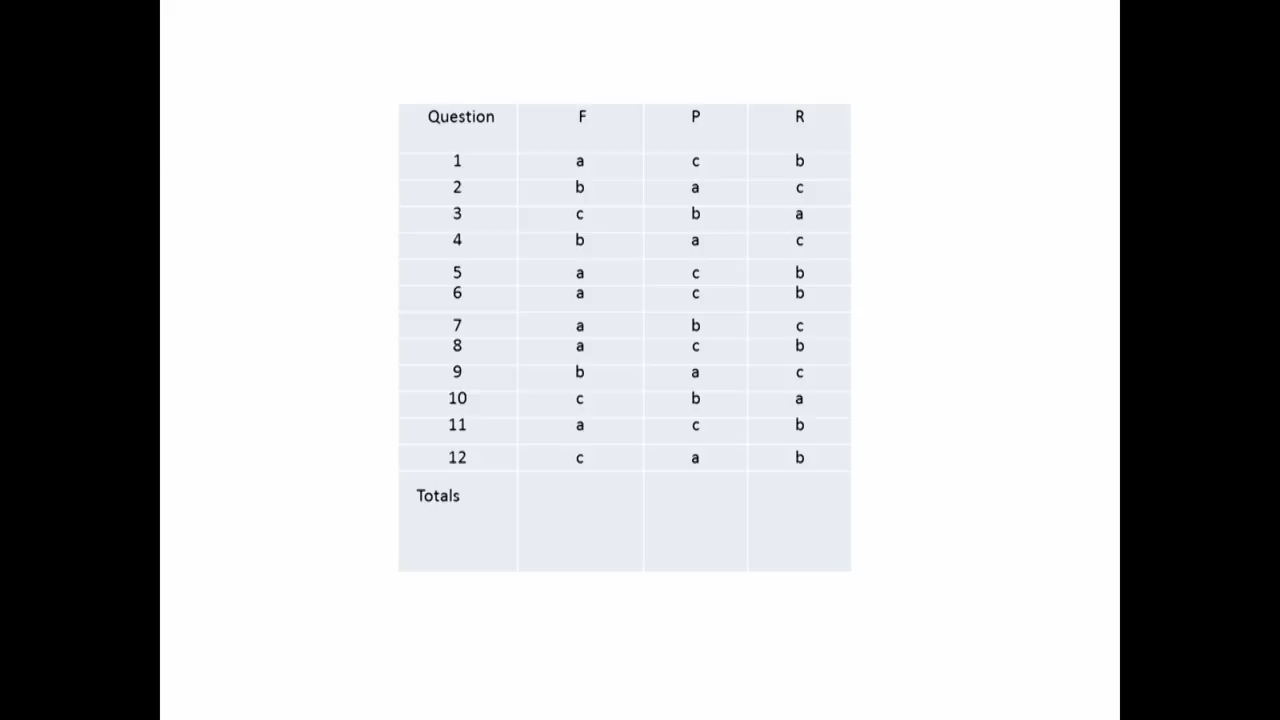 Question F P R
1 a c b
2 b a c
3 c b a
4 b a c
5 a c b
6 a c b
7 a b c
8 a c b
9 b a c
10 c b a
11 a c b
12 c a b
Totals